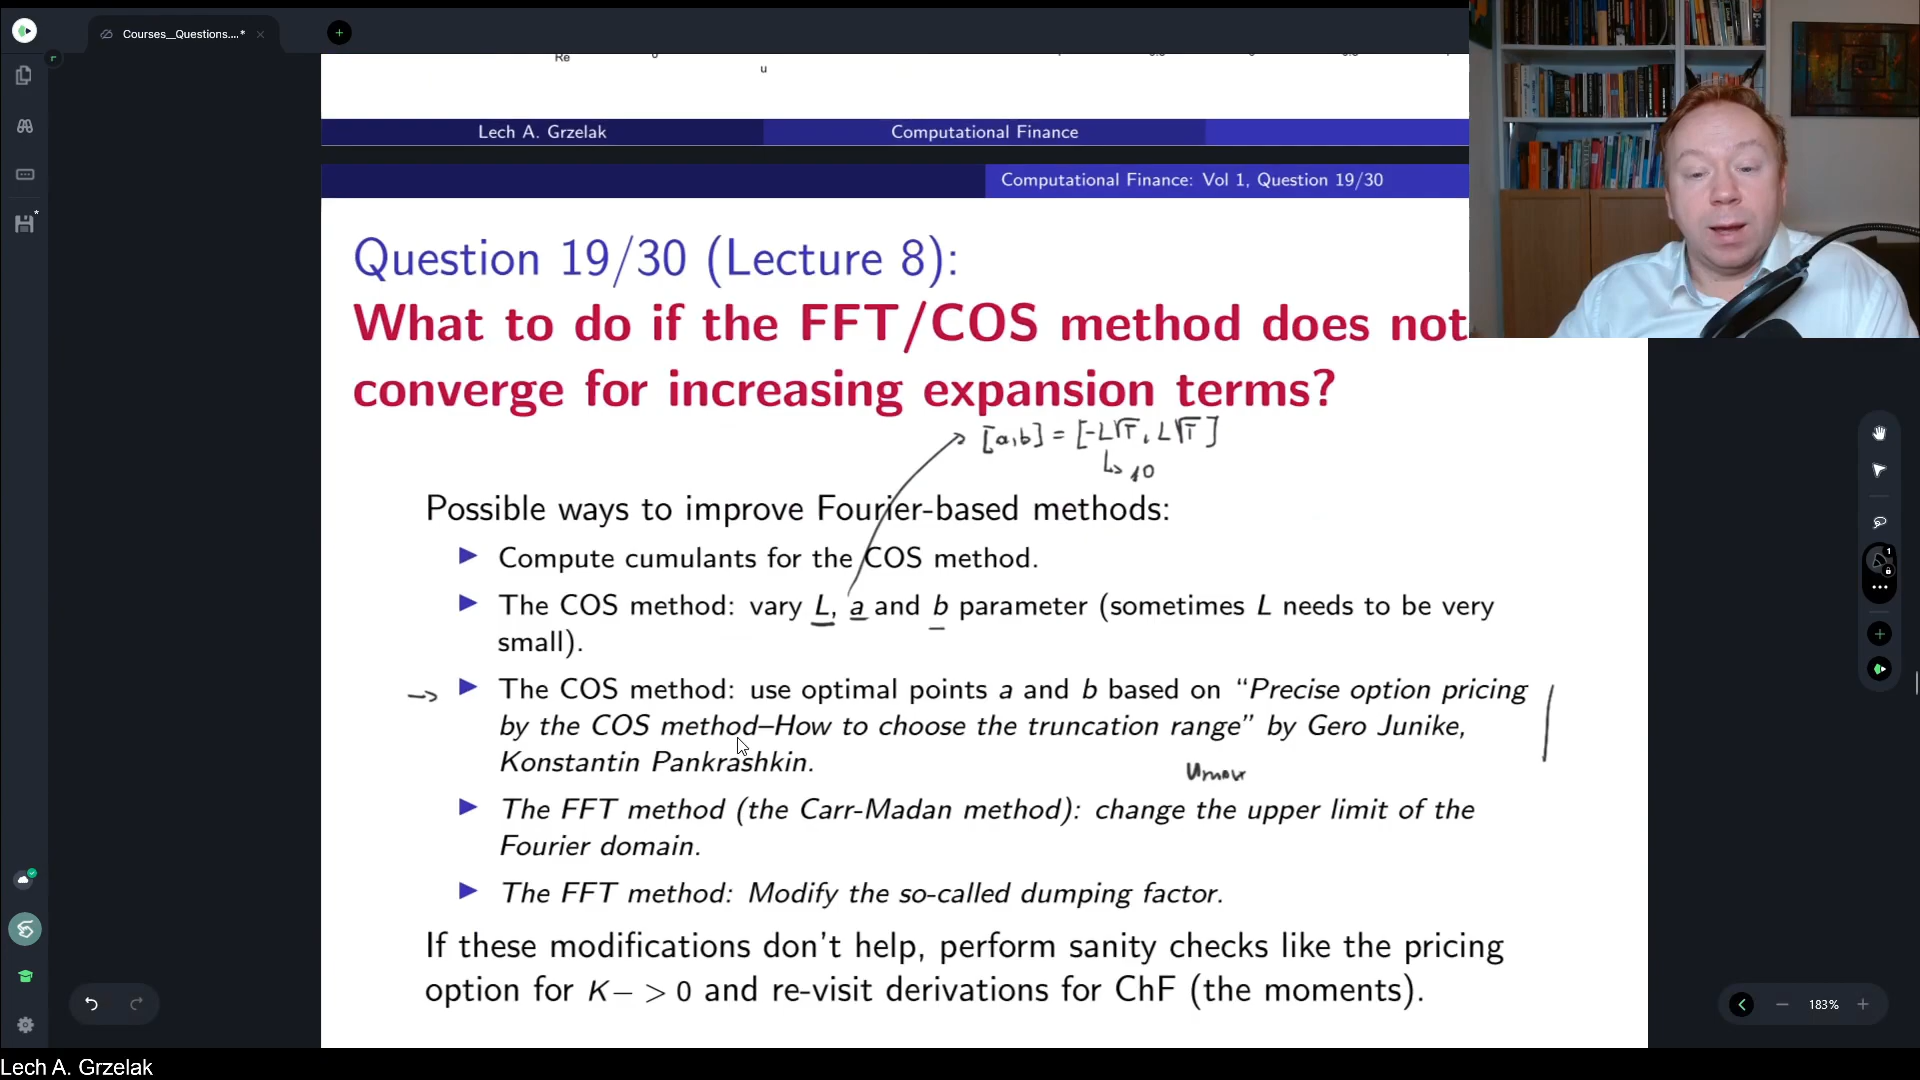 Courses__Questions....*
Re
u
Lech A. Grzelak
Computational Finance
Computational Finance: Vol 1, Question 19/30
Question 19/30 (Lecture 8):
What to do if the FFT/COS method does not
converge for increasing expansion terms?
[a,b] = [-L√T, L√T]
↳ 10
Possible ways to improve Fourier-based methods:
▶ Compute cumulants for the COS method.
▶ The COS method: vary L, a and b parameter (sometimes L needs to be very
small).
→ ▶ The COS method: use optimal points a and b based on “Precise option pricing
by the COS method–How to choose the truncation range” by Gero Junike,
Konstantin Pankrashkin.
umax
▶ The FFT method (the Carr-Madan method): change the upper limit of the
Fourier domain.
▶ The FFT method: Modify the so-called dumping factor.
If these modifications don't help, perform sanity checks like the pricing
option for K− > 0 and re-visit derivations for ChF (the moments).
1
183%
Lech A. Grzelak